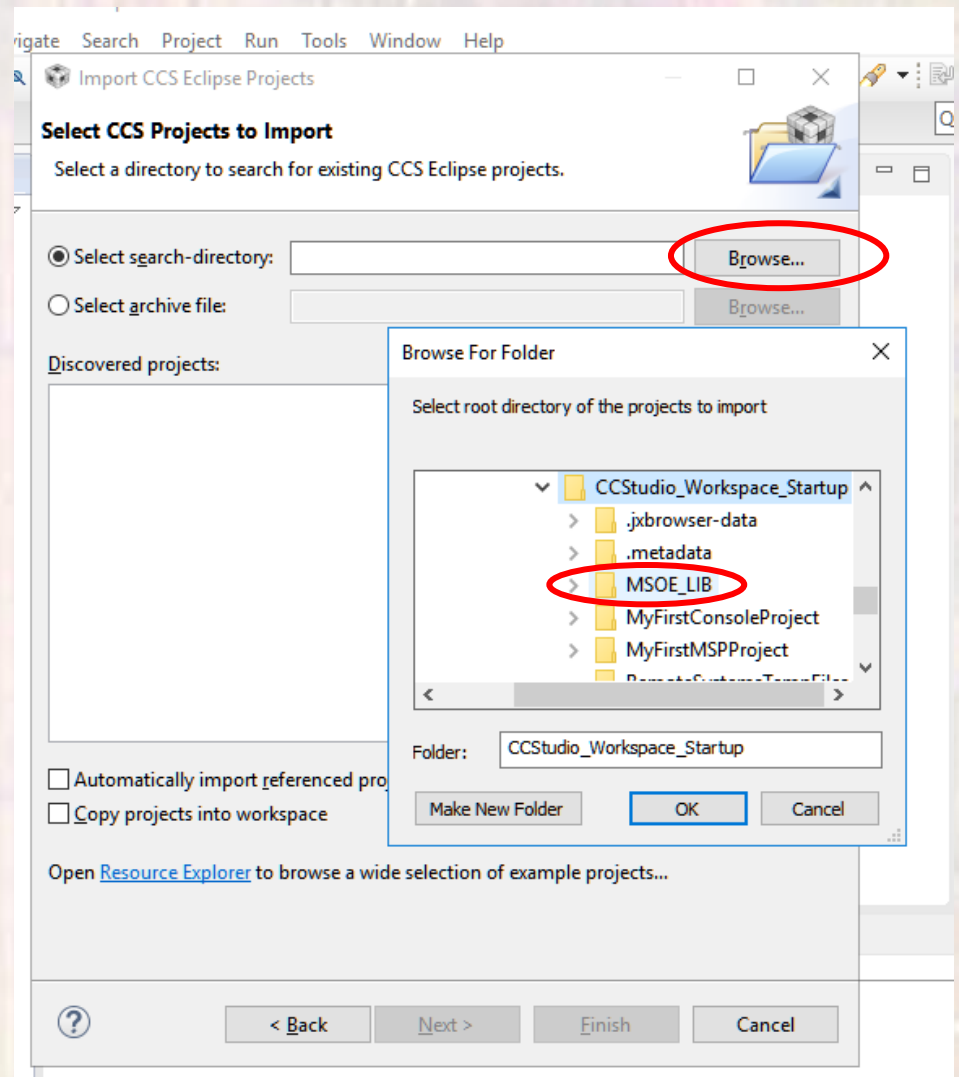 vigate Search Project Run Tools Window Help
Import CCS Eclipse Projects
Select CCS Projects to Import
Select a directory to search for existing CCS Eclipse projects.
Select search-directory:
Browse...
Select archive file:
Browse...
Discovered projects:
Browse For Folder
Select root directory of the projects to import
CCStudio_Workspace_Startup
.jxbrowser-data
.metadata
MSOE_LIB
MyFirstConsoleProject
MyFirstMSPProject
RemoteSystemsTempFiles
Folder: CCStudio_Workspace_Startup
Make New Folder OK Cancel
Automatically import referenced proj
Copy projects into workspace
Open Resource Explorer to browse a wide selection of example projects...
? < Back Next > Finish Cancel